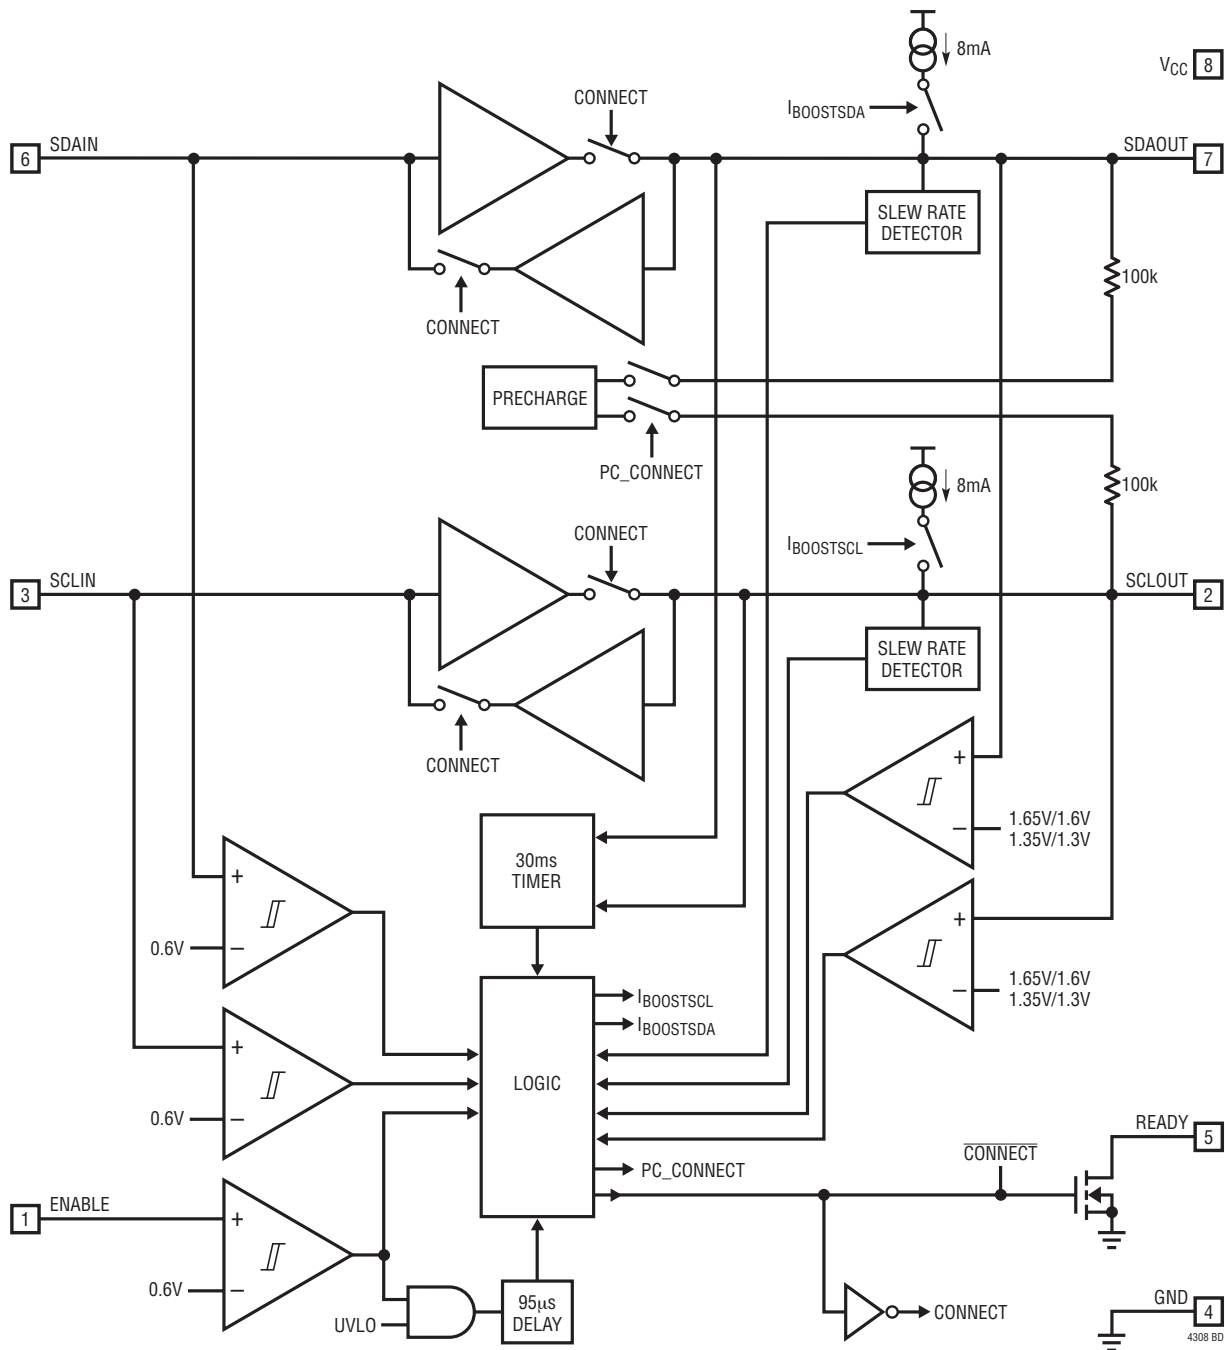 8mA
VCC 8
CONNECT
IBOOSTSDA
6 SDAIN
SDAOUT 7
SLEW RATE
DETECTOR
100k
CONNECT
PRECHARGE
PC_CONNECT
8mA
100k
CONNECT
IBOOSTSCL
3 SCLIN
SCLOUT 2
SLEW RATE
DETECTOR
CONNECT
+
1.65V/1.6V
1.35V/1.3V
–
30ms
TIMER
+
0.6V –
+
1.65V/1.6V
1.35V/1.3V
–
IBOOSTSCL
IBOOSTSDA
LOGIC
+
0.6V –
READY 5
CONNECT
PC_CONNECT
1 ENABLE
+
0.6V –
UVLO
95µs
DELAY
CONNECT
GND 4
4308 BD